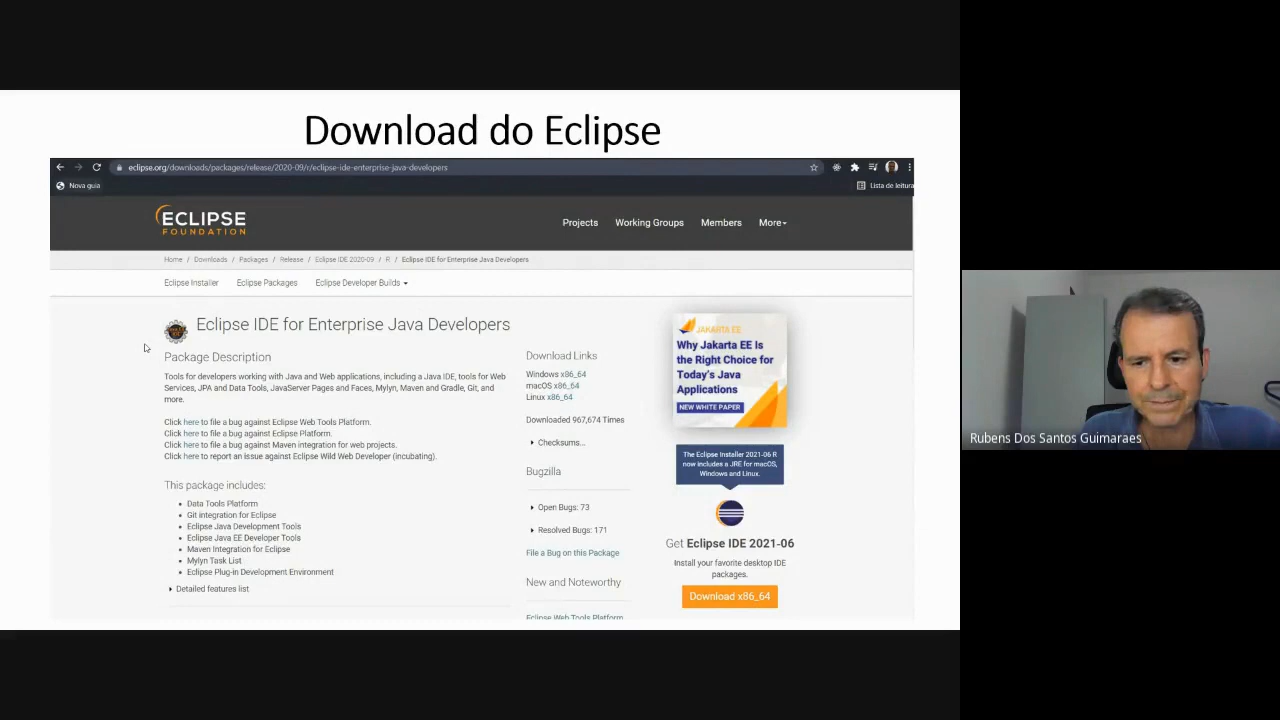 Download do Eclipse
eclipse.org/downloads/packages/release/2020-09/r/eclipse-ide-enterprise-java-developers
Nova guia
Lista de leitura
ECLIPSE
FOUNDATION
Projects Working Groups Members More
Home / Downloads / Packages / Release / Eclipse IDE 2020-09 / R / Eclipse IDE for Enterprise Java Developers
Eclipse Installer Eclipse Packages Eclipse Developer Builds
Eclipse IDE for Enterprise Java Developers
Package Description
Tools for developers working with Java and Web applications, including a Java IDE, tools for Web
Services, JPA and Data Tools, JavaServer Pages and Faces, Mylyn, Maven and Gradle, Git, and
more.
Click here to file a bug against Eclipse Web Tools Platform.
Click here to file a bug against Eclipse Platform.
Click here to file a bug against Maven integration for web projects.
Click here to report an issue against Eclipse Wild Web Developer (incubating).
This package includes:
Data Tools Platform
Git integration for Eclipse
Eclipse Java Development Tools
Eclipse Java EE Developer Tools
Maven Integration for Eclipse
Mylyn Task List
Eclipse Plug-in Development Environment
Detailed features list
Download Links
Windows x86_64
macOS x86_64
Linux x86_64
Downloaded 967,674 Times
Checksums...
Bugzilla
Open Bugs: 73
Resolved Bugs: 171
File a Bug on this Package
New and Noteworthy
Eclipse Web Tools Platform
JAKARTA EE
Why Jakarta EE Is
the Right Choice for
Today's Java
Applications
NEW WHITE PAPER
The Eclipse Installer 2021-06 R
now includes a JRE for macOS,
Windows and Linux.
Get Eclipse IDE 2021-06
Install your favorite desktop IDE
packages.
Download x86_64
Rubens Dos Santos Guimaraes